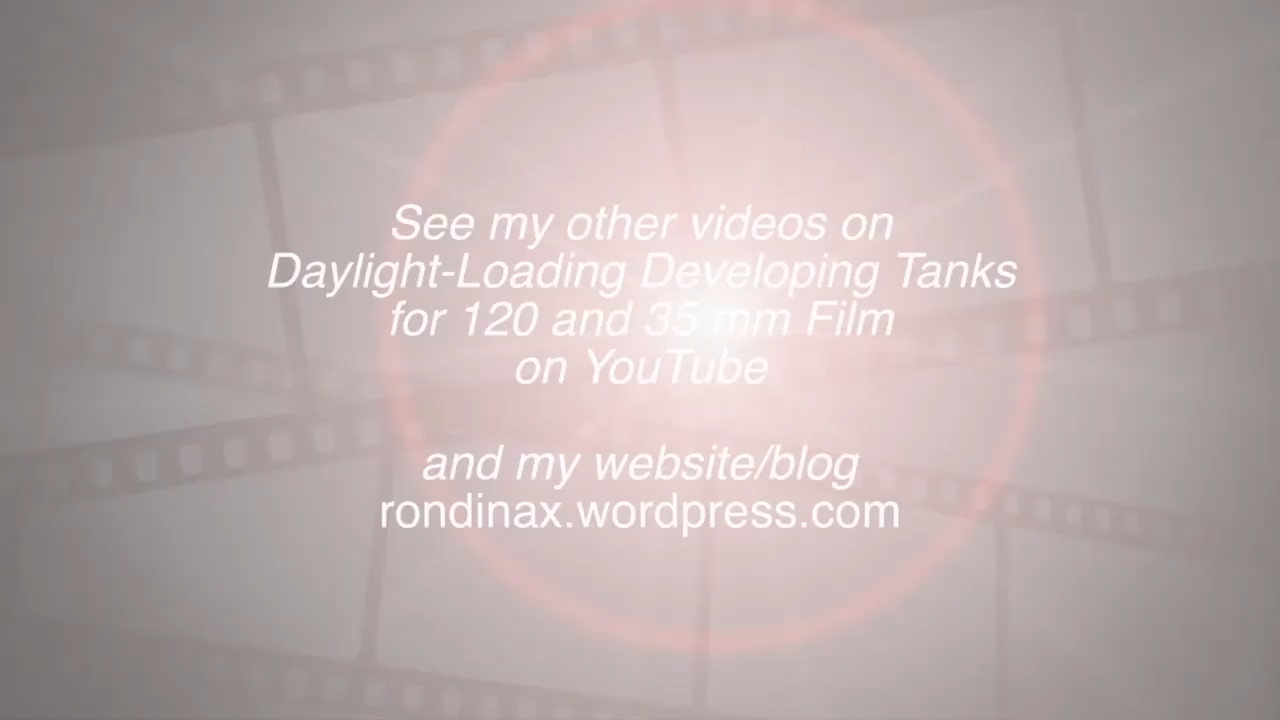 See my other videos on
Daylight-Loading Developing Tanks
for 120 and 35 mm Film
on YouTube
and my website/blog
rondinax.wordpress.com